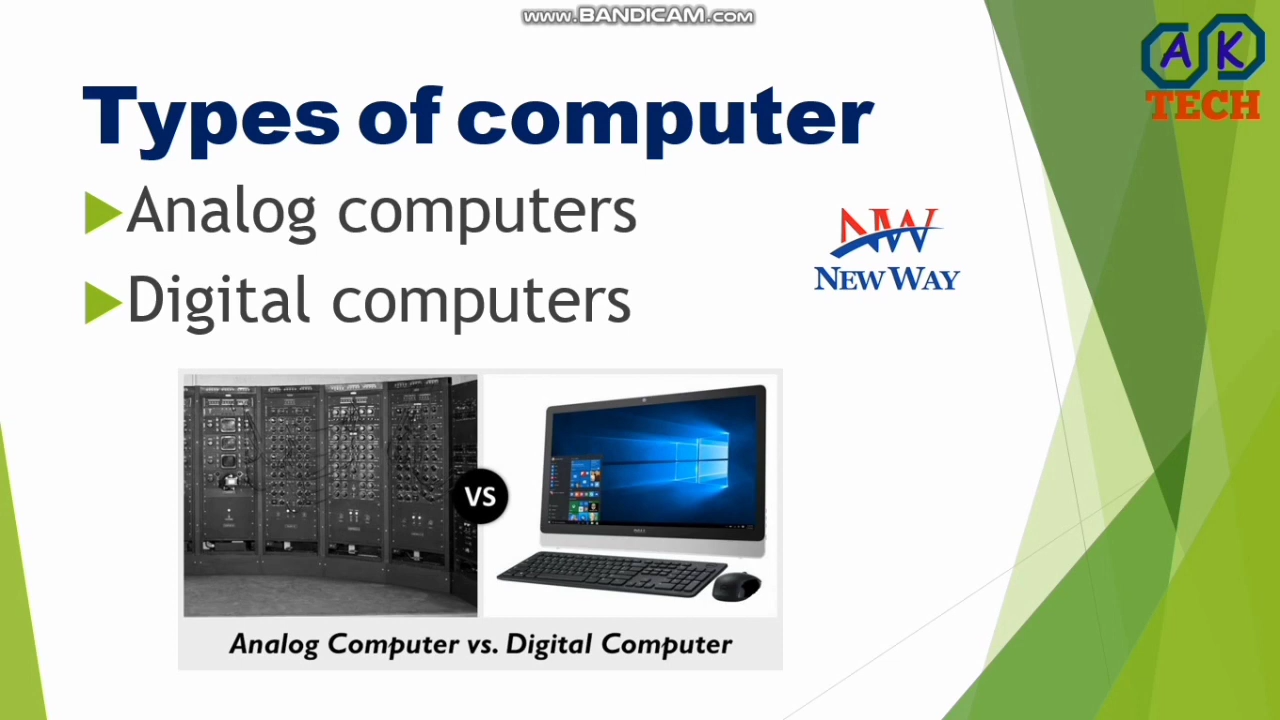 www.BANDICAM.com
AK
TECH
Types of computer
Analog computers
Digital computers
NW
NEW WAY
VS
Analog Computer vs. Digital Computer